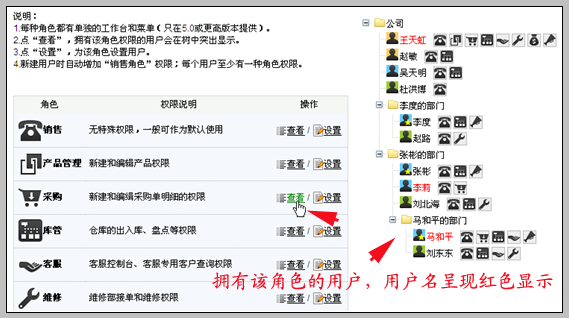 说明：
1.每种角色都有单独的工作台和菜单（只在5.0或更高版本提供）。
2.点“查看”，拥有该角色权限的用户会在树中突出显示。
3.点“设置”，为该角色设置用户。
4.新建用户时自动增加“销售角色”权限；每个用户至少有一种角色权限。
角色 权限说明 操作
销售 无特殊权限，一般可作为默认使用 查看 / 设置
产品管理 新建和编辑产品权限 查看 / 设置
采购 新建和编缉采购单明细的权限 查看 / 设置
库管 仓库的出入库、盘点等权限 查看 / 设置
客服 客服控制台、客服专用客户查询权限 查看 / 设置
维修 维修部接单和维修权限 查看 / 设置
公司
王天虹
赵敏
吴天明
杜洪博
李度的部门
李度
赵路
张彬的部门
张彬
李莉
刘北海
马和平的部门
马和平
刘东东
拥有该角色的用户，用户名呈现红色显示